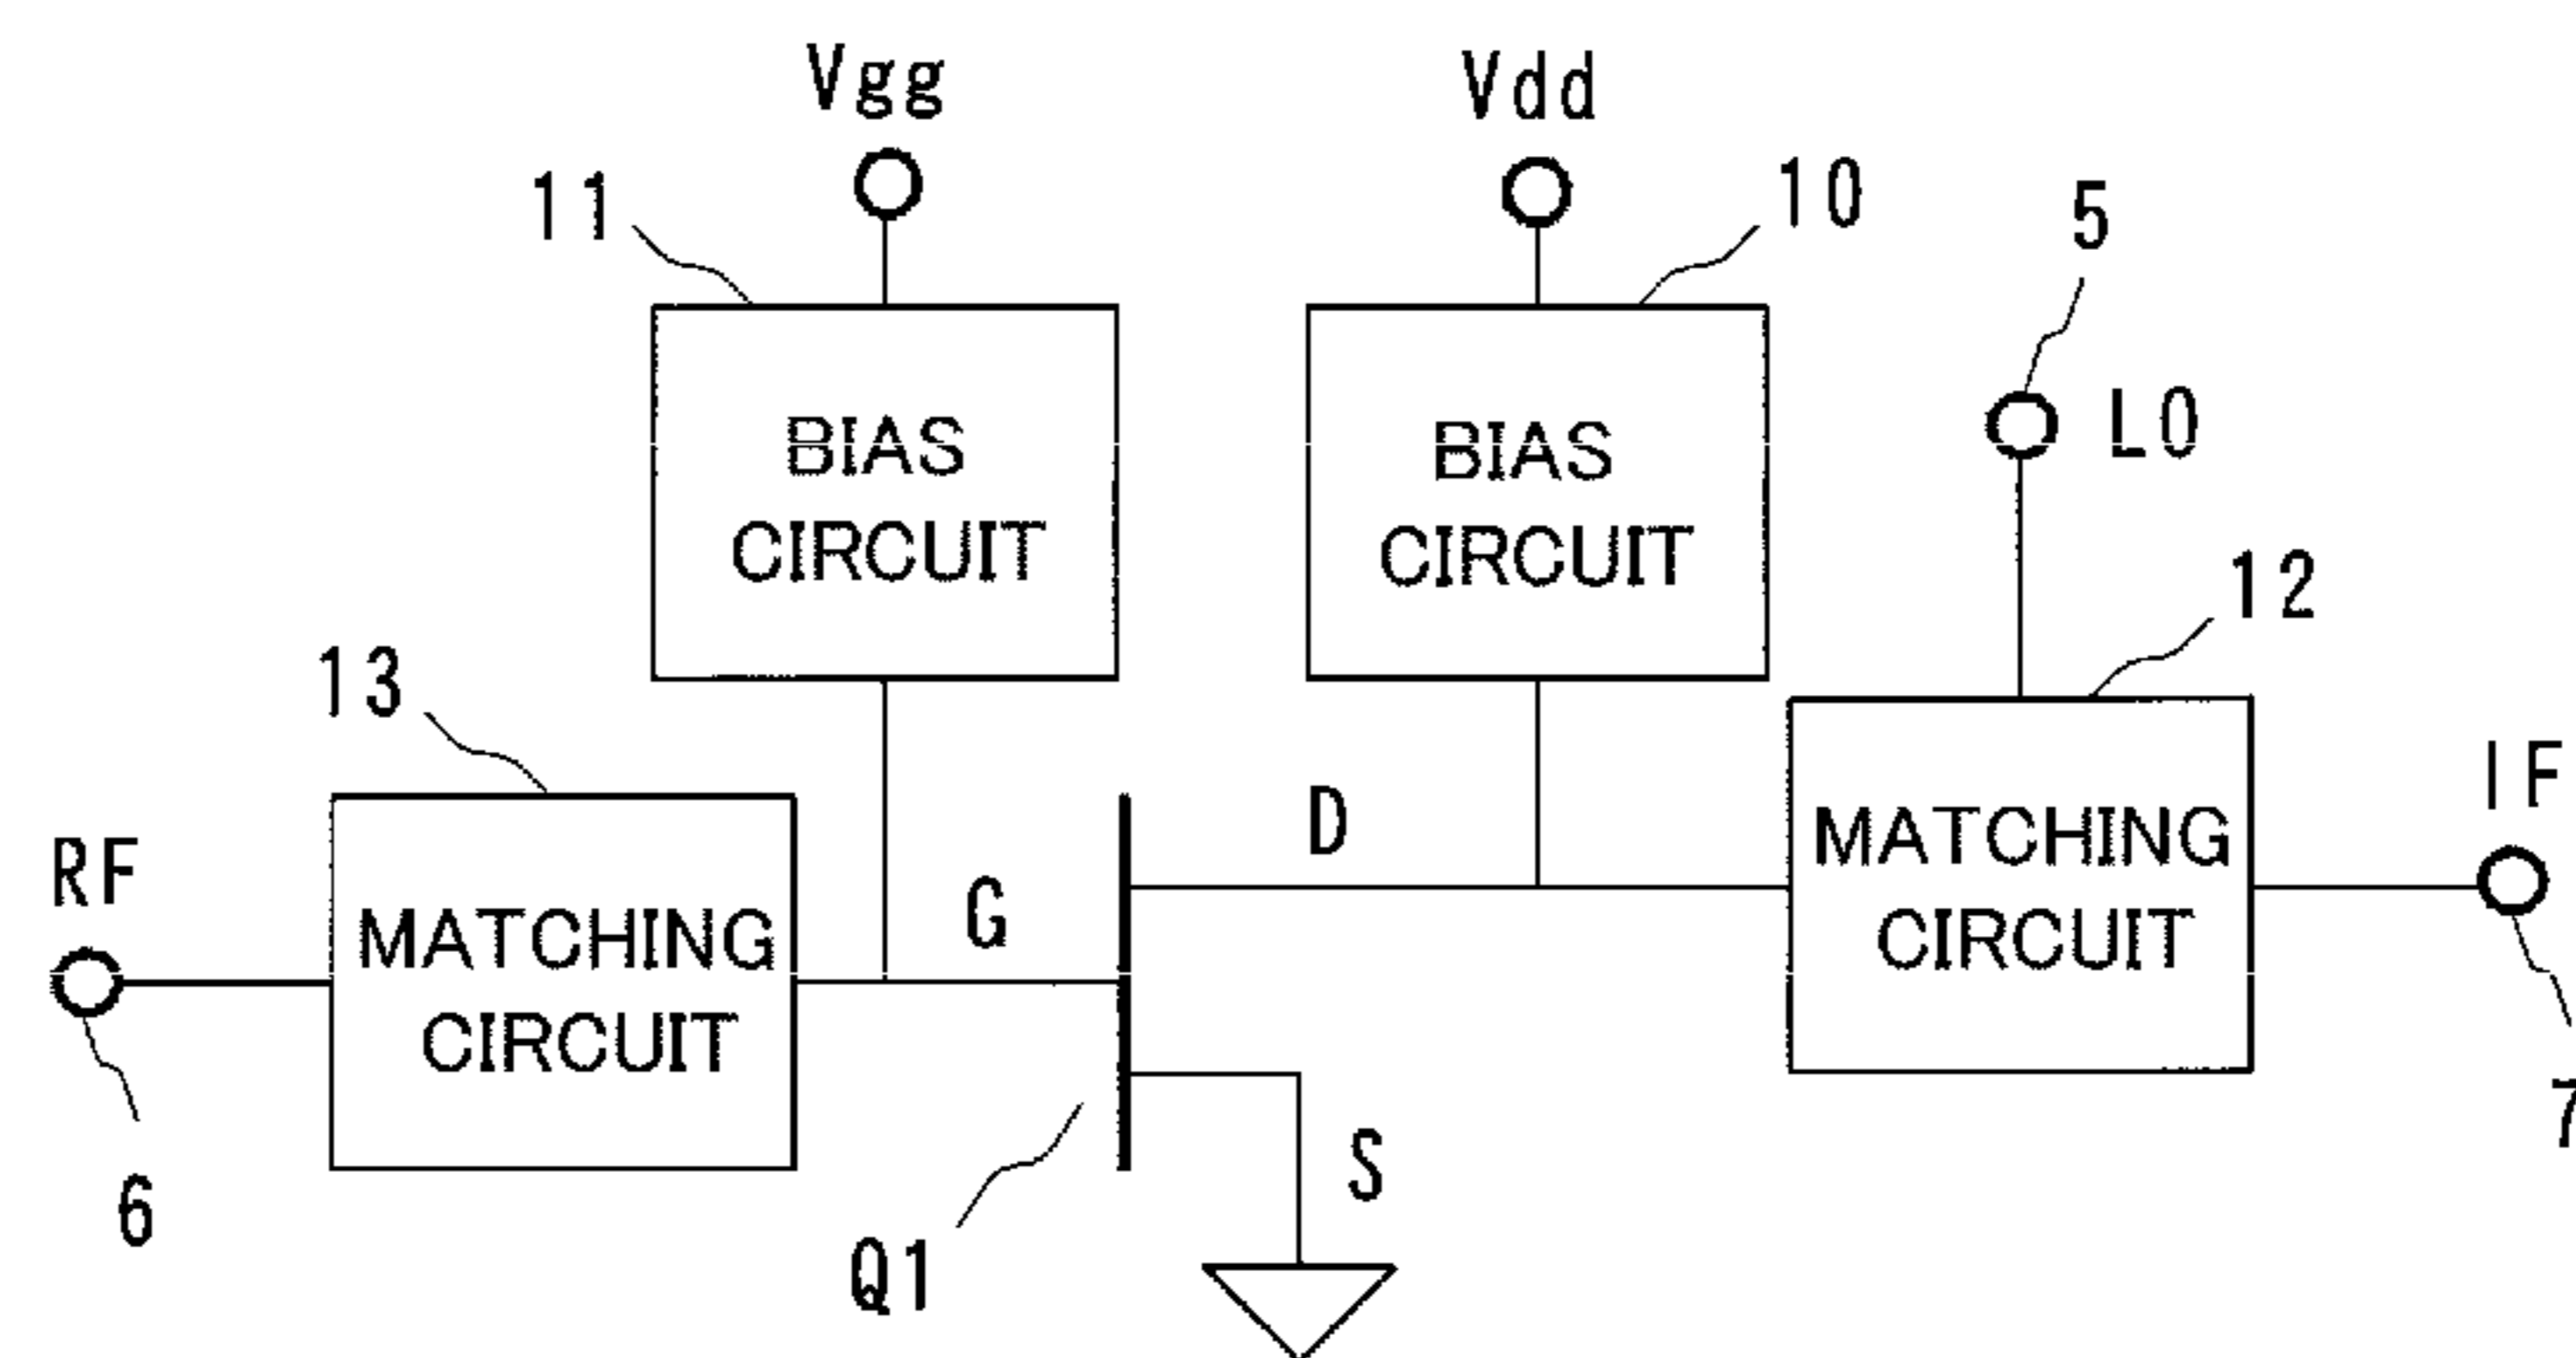 Vgg
Vdd
11
10
5
BIAS
CIRCUIT
BIAS
CIRCUIT
LO
12
13
RF
MATCHING
CIRCUIT
G
D
MATCHING
CIRCUIT
IF
6
Q1
S
7